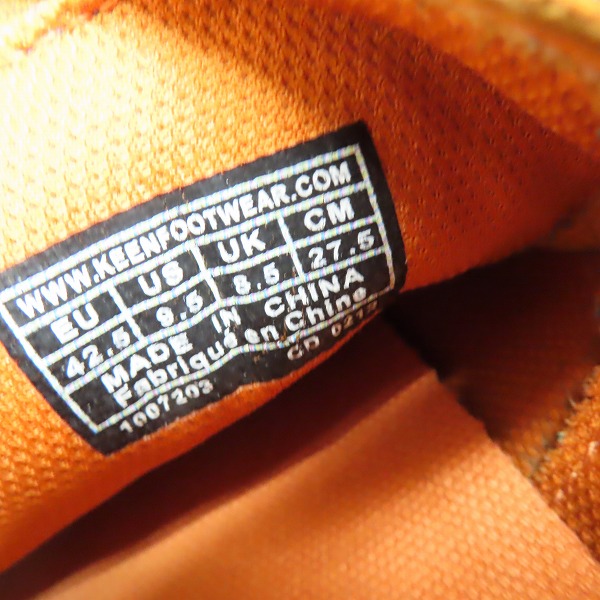 WWW.KEENFOOTWEAR.COM
EU US UK CM
42.5 9.5 8.5 27.5
MADE IN CHINA
Fabriqué en Chine
1007203 CD 0213